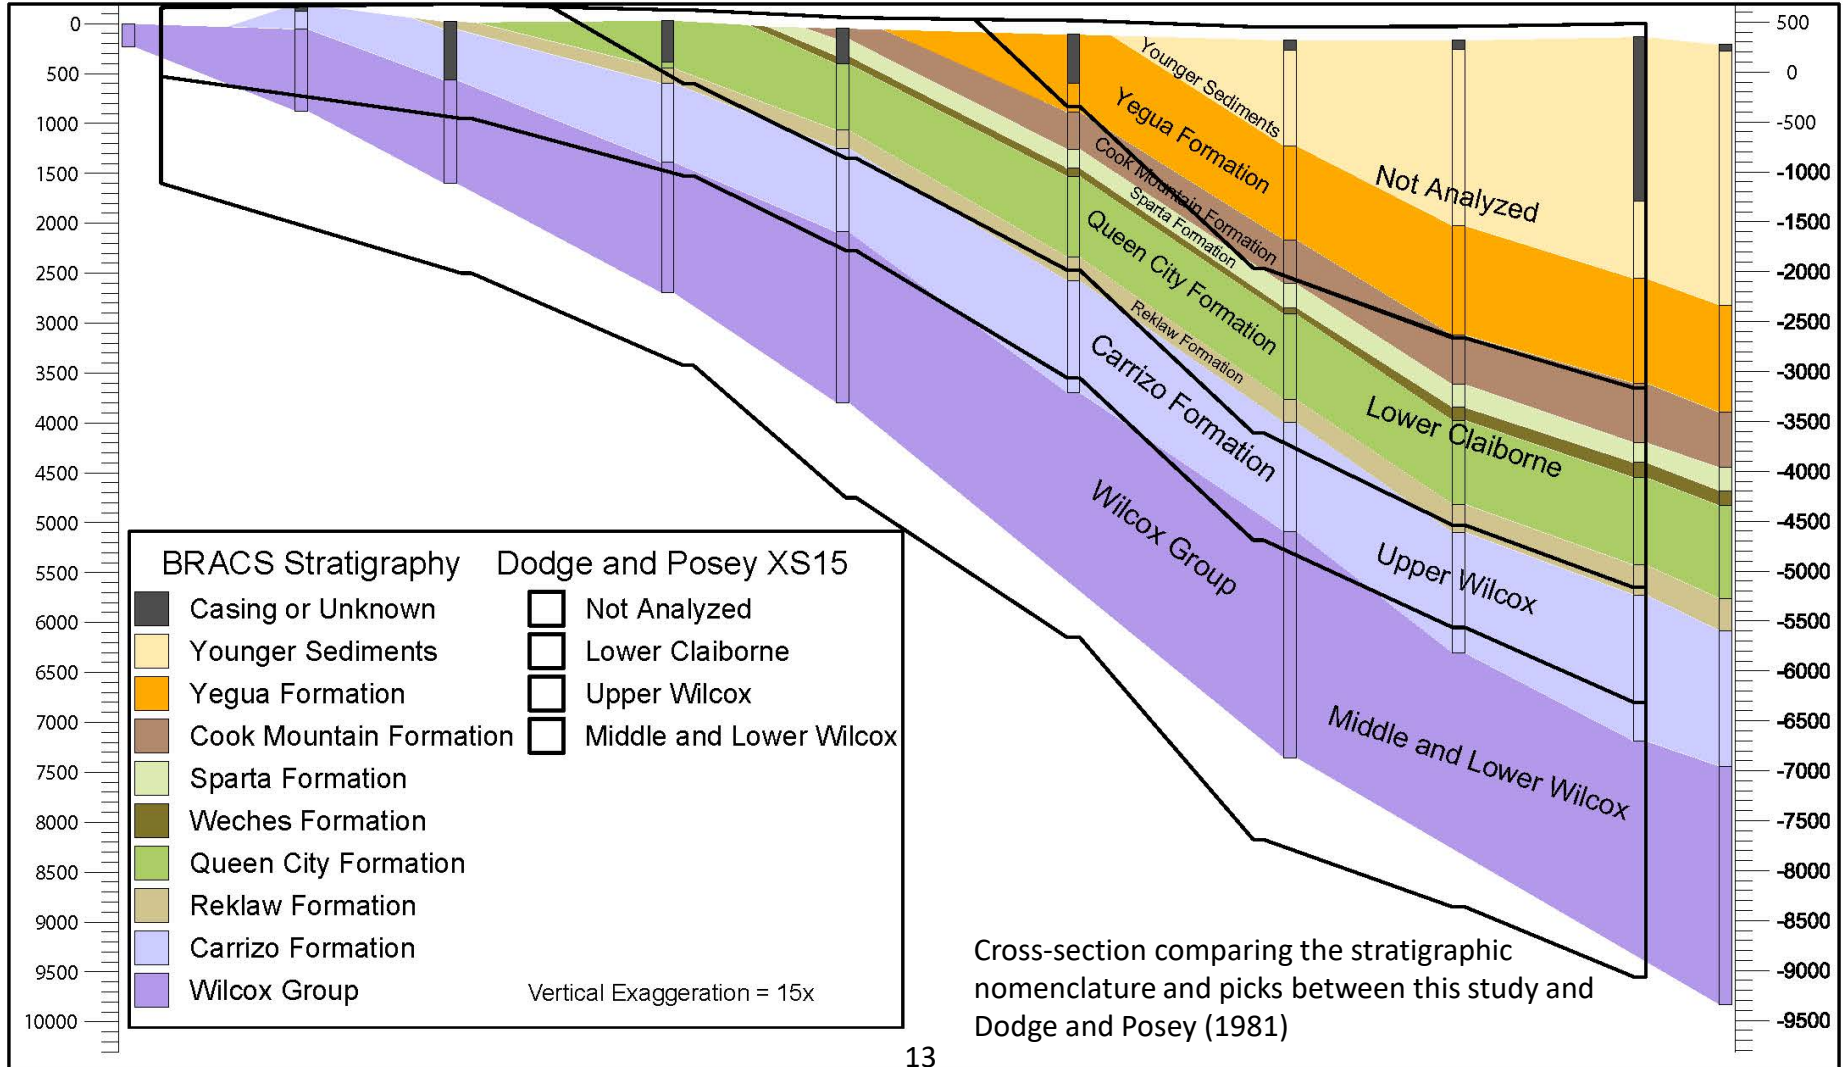 0
500
1000
1500
2000
2500
3000
3500
4000
4500
5000
5500
6000
6500
7000
7500
8000
8500
9000
9500
10000
500
0
-500
-1000
-1500
-2000
-2500
-3000
-3500
-4000
-4500
-5000
-5500
-6000
-6500
-7000
-7500
-8000
-8500
-9000
-9500
Younger Sediments
Yegua Formation
Not Analyzed
Cook Mountain Formation
Sparta Formation
Queen City Formation
Reklaw Formation
Lower Claiborne
Carrizo Formation
Upper Wilcox
Wilcox Group
Middle and Lower Wilcox
BRACS Stratigraphy
Casing or Unknown
Younger Sediments
Yegua Formation
Cook Mountain Formation
Sparta Formation
Weches Formation
Queen City Formation
Reklaw Formation
Carrizo Formation
Wilcox Group
Dodge and Posey XS15
Not Analyzed
Lower Claiborne
Upper Wilcox
Middle and Lower Wilcox
Vertical Exaggeration = 15x
Cross-section comparing the stratigraphic
nomenclature and picks between this study and
Dodge and Posey (1981)
13